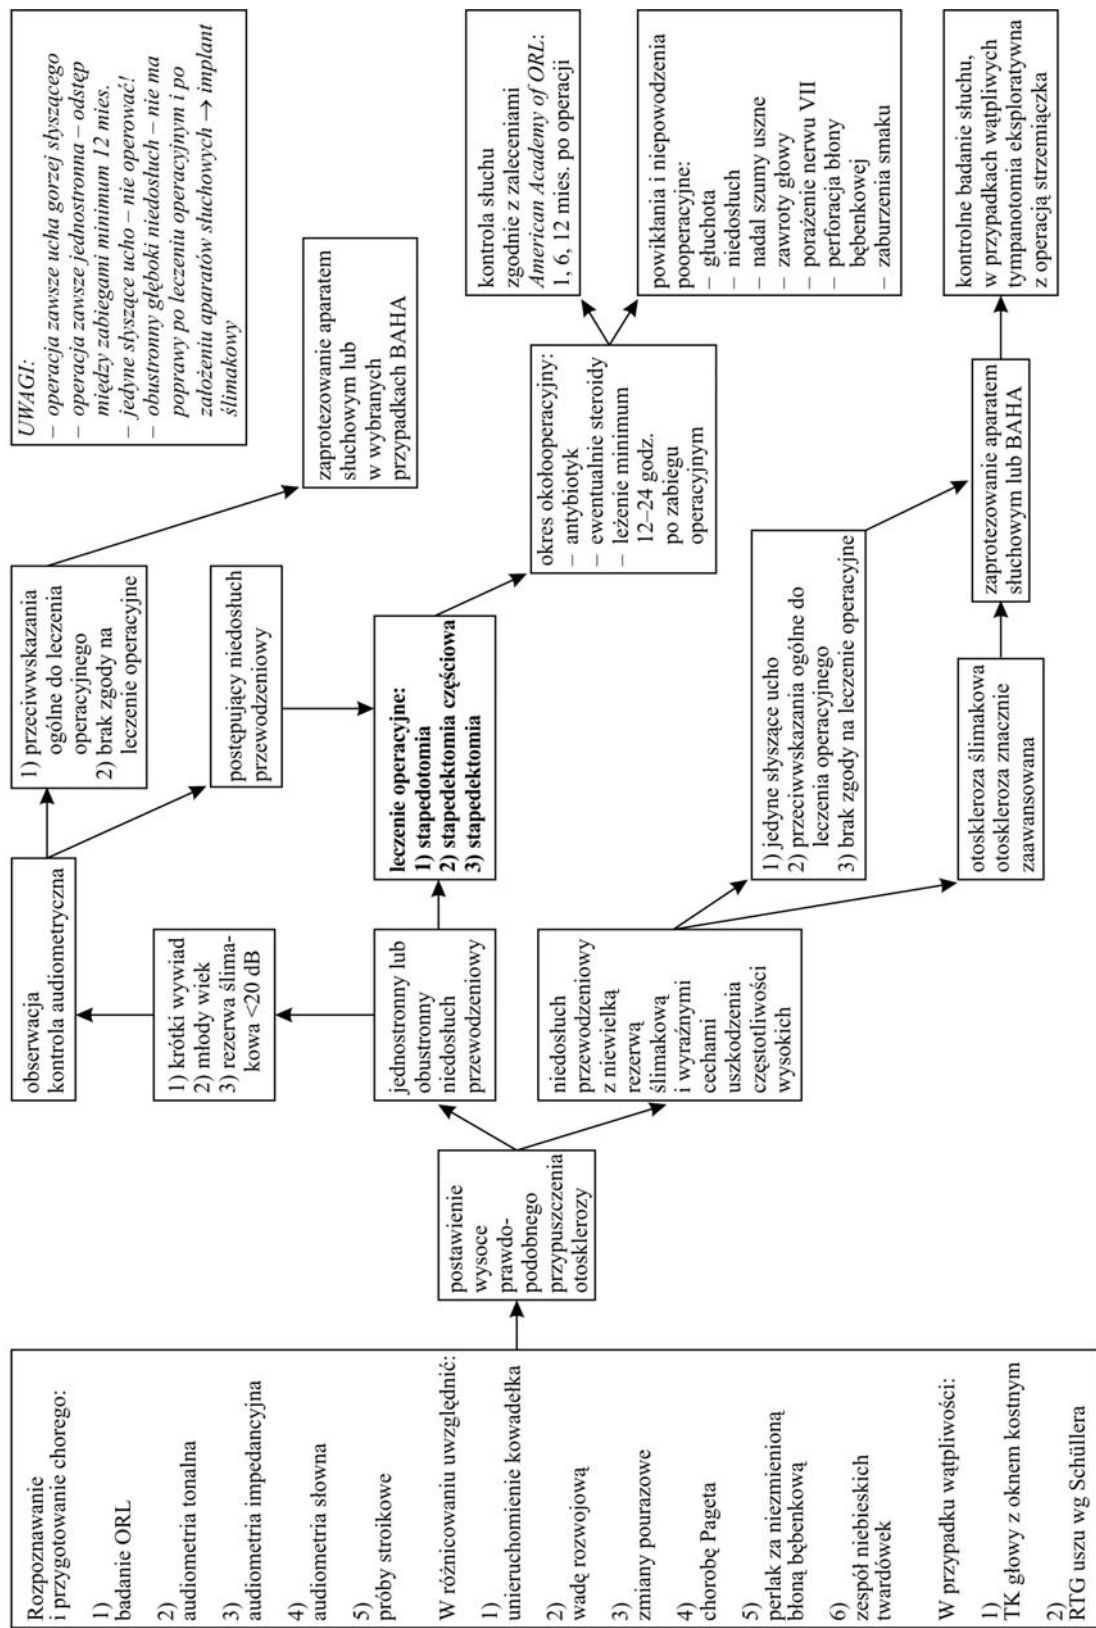 Rozpoznawanie
i przygotowanie chorego:
1)
badanie ORL
2)
audiometria tonalna
3)
audiometria impedancyjna
4)
audiometria słowna
5)
próby stroikowe
W różnicowaniu uwzględnić:
1)
unieruchomienie kowadełka
2)
wadę rozwojową
3)
zmiany pourazowe
4)
chorobę Pageta
5)
perlak za niezmienioną
błoną bębenkową
6)
zespół niebieskich
twardówek
W przypadku wątpliwości:
1)
TK głowy z oknem kostnym
2)
RTG uszu wg Schüllera
postawienie
wysoce
prawdo-
podobnego
przypuszczenia
otosklerozy
obserwacja
kontrola audiometryczna
1) krótki wywiad
2) młody wiek
3) rezerwa ślima-
kowa <20 dB
jednostronny lub
obustronny
niedosłuch
przewodzeniowy
niedosłuch
przewodzeniowy
z niewielką
rezerwą
ślimakową
i wyraźnymi
cechami
uszkodzenia
częstotliwości
wysokich
1) przeciwwskazania
ogólne do leczenia
operacyjnego
2) brak zgody na
leczenie operacyjne
postępujący niedosłuch
przewodzeniowy
leczenie operacyjne:
1) stapedotomia
2) stapedektomia częściowa
3) stapedektomia
1) jedyne słyszące ucho
2) przeciwwskazania ogólne do
leczenia operacyjnego
3) brak zgody na leczenie operacyjne
otoskleroza ślimakowa
otoskleroza znacznie
zaawansowana
zaprotezowanie aparatem
słuchowym lub
w wybranych
przypadkach BAHA
okres okołooperacyjny:
– antybiotyk
– ewentualnie steroidy
– leżenie minimum
12–24 godz.
po zabiegu
operacyjnym
zaprotezowanie aparatem
słuchowym lub BAHA
UWAGI:
– operacja zawsze ucha gorzej słyszącego
– operacja zawsze jednostronna – odstęp
między zabiegami minimum 12 mies.
– jedyne słyszące ucho – nie operować!
– obustronny głęboki niedosłuch – nie ma
poprawy po leczeniu operacyjnym i po
założeniu aparatów słuchowych → implant
ślimakowy
kontrola słuchu
zgodnie z zaleceniami
American Academy of ORL:
1, 6, 12 mies. po operacji
powikłania i niepowodzenia
pooperacyjne:
– głuchota
– niedosłuch
– nadal szumy uszne
– zawroty głowy
– porażenie nerwu VII
– perforacja błony
bębenkowej
– zaburzenia smaku
kontrolne badanie słuchu,
w przypadkach wątpliwych
tympanotomia eksploratywna
z operacją strzemiączka